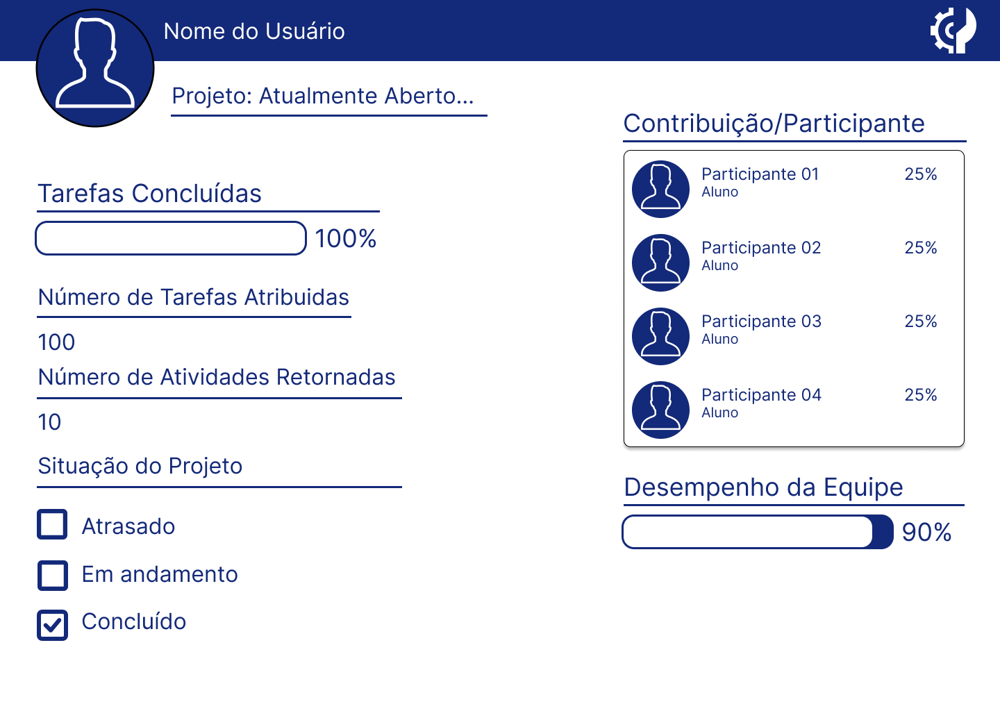 Nome do Usuário
Projeto: Atualmente Aberto...
Tarefas Concluídas
100%
Número de Tarefas Atribuidas
100
Número de Atividades Retornadas
10
Situação do Projeto
Atrasado
Em andamento
Concluído
Contribuição/Participante
Participante 01 25%
Aluno
Participante 02 25%
Aluno
Participante 03 25%
Aluno
Participante 04 25%
Aluno
Desempenho da Equipe
90%